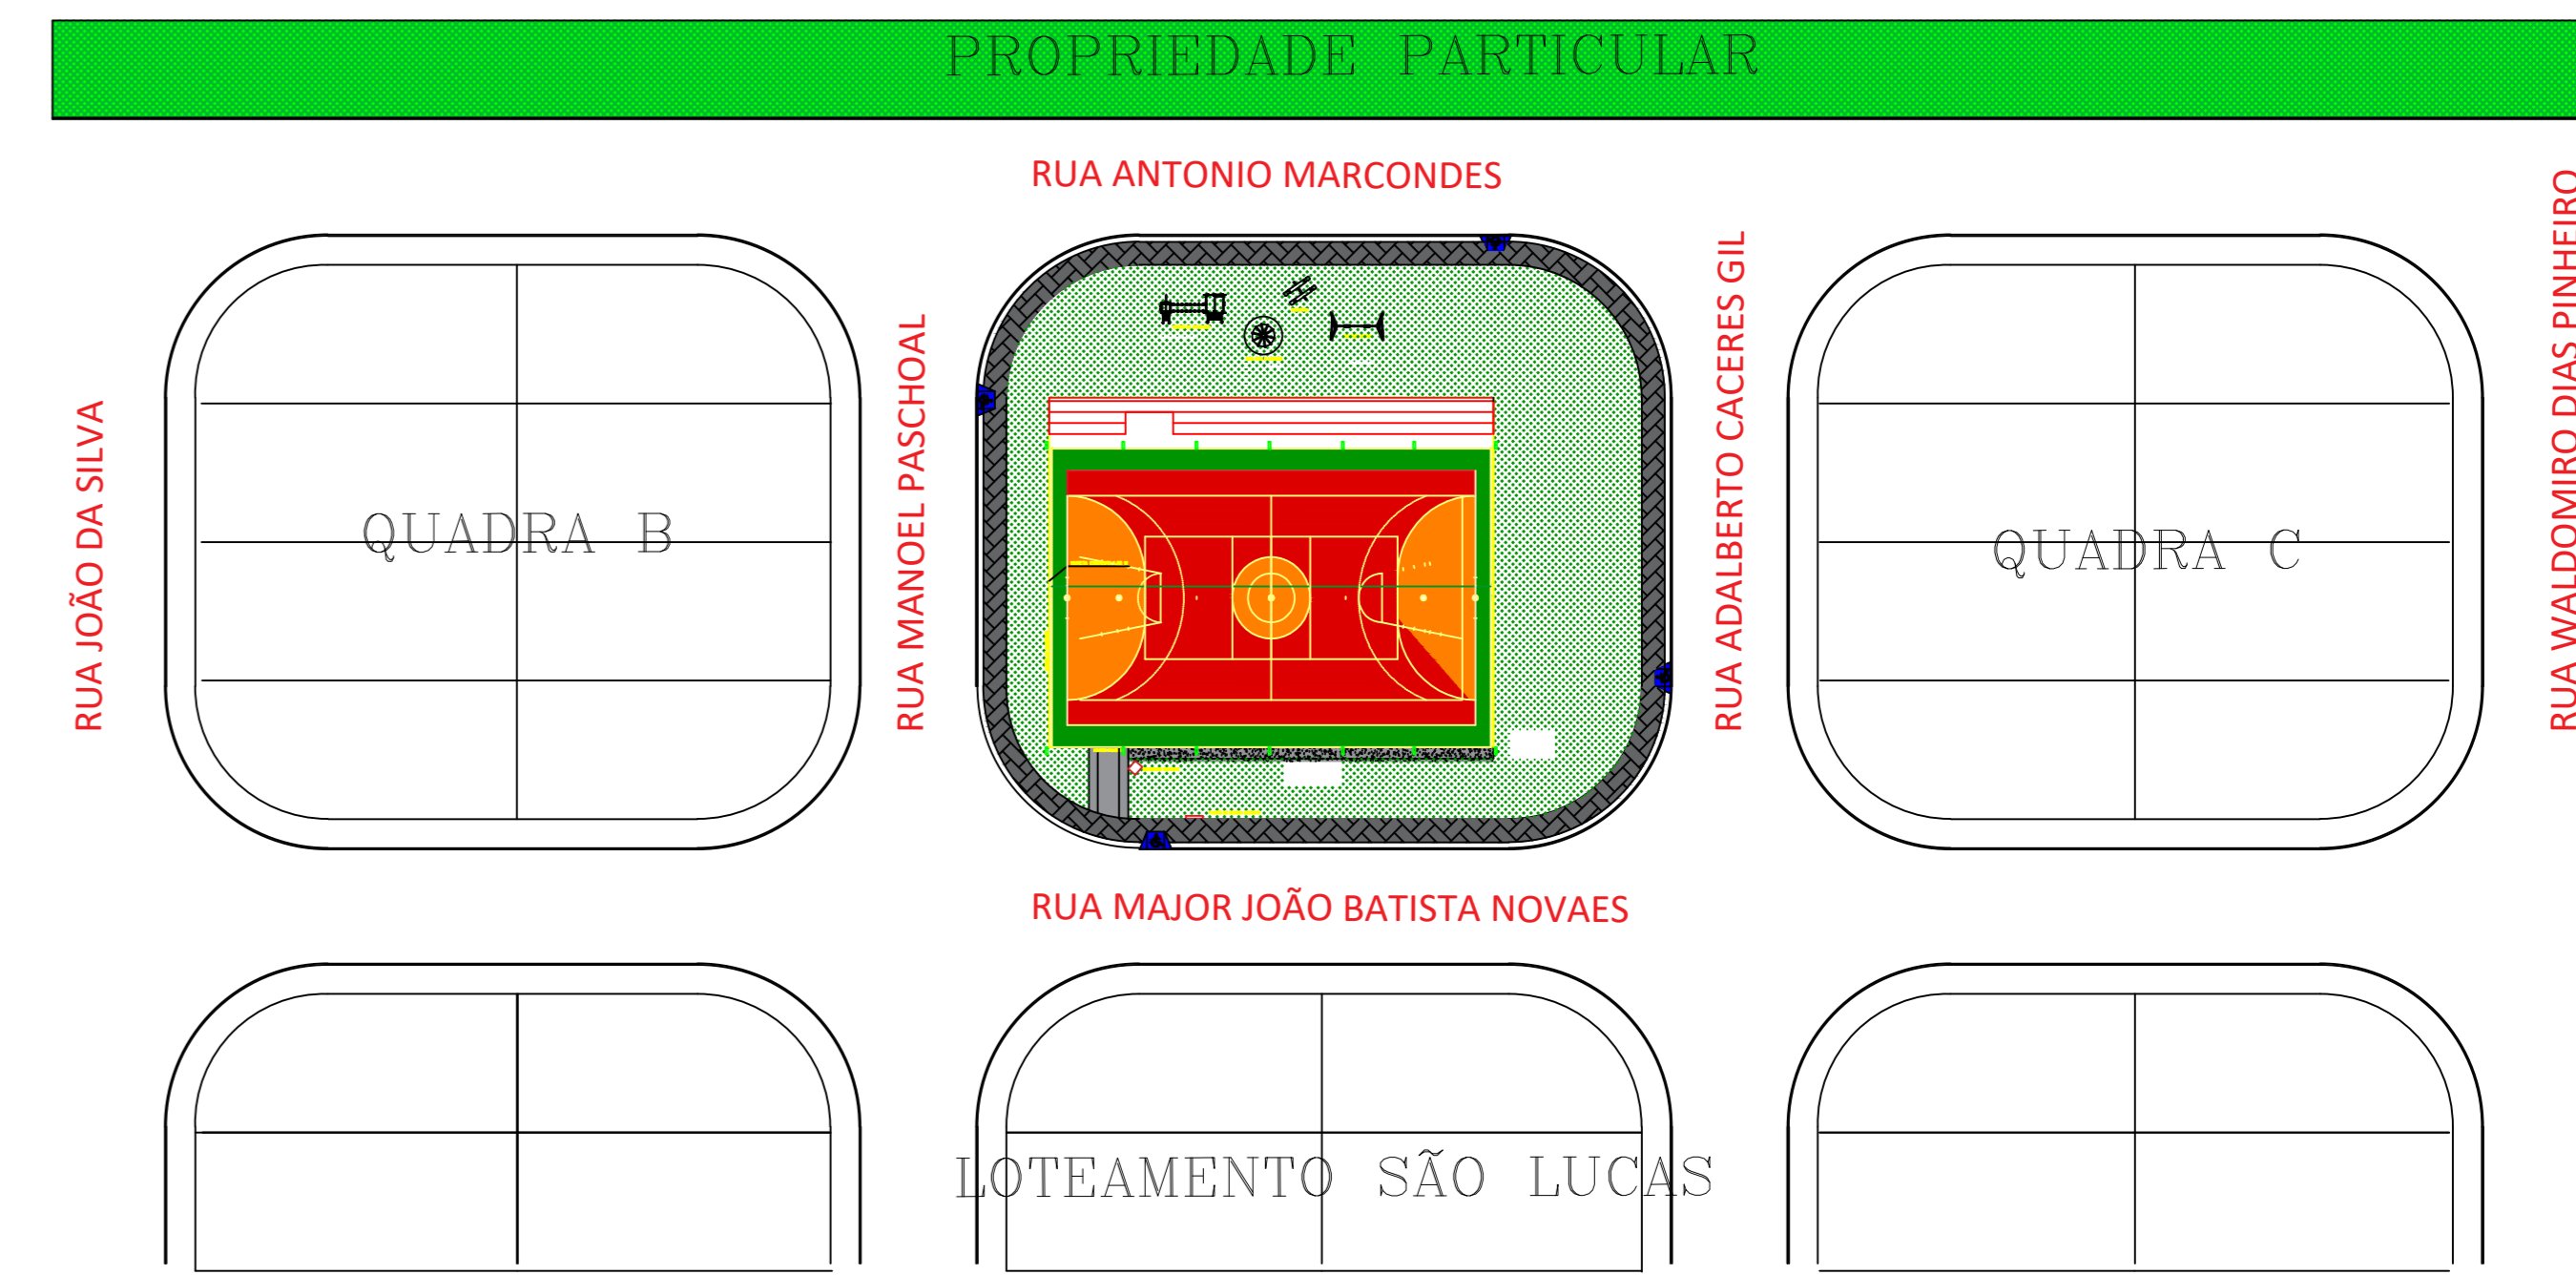 PROPRIEDADE PARTICULAR
RUA ANTONIO MARCONDES
RUA JOÃO DA SILVA
QUADRA B
RUA MANOEL PASCHOAL
RUA ADALBERTO CACERES GIL
QUADRA C
RUA WALDOMIRO DIAS PINHEIRO
RUA MAJOR JOÃO BATISTA NOVAES
LOTEAMENTO SÃO LUCAS